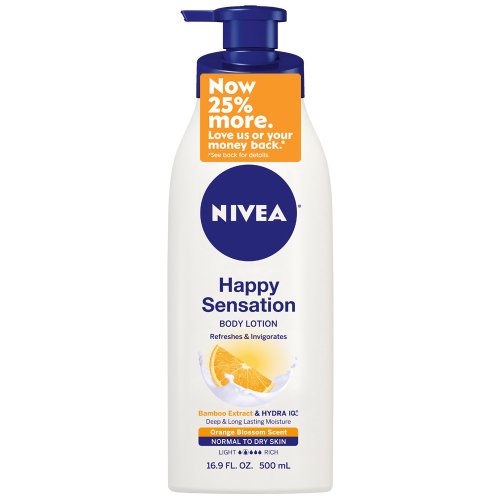 Now
25%
more.
Love us or your
money back.*
*See back for details.
NIVEA®
Happy
Sensation
BODY LOTION
Refreshes & Invigorates
Bamboo Extract & HYDRA IQ™
Deep & Long Lasting Moisture
Orange Blossom Scent
NORMAL TO DRY SKIN
LIGHT RICH
16.9 FL. OZ. 500 mL